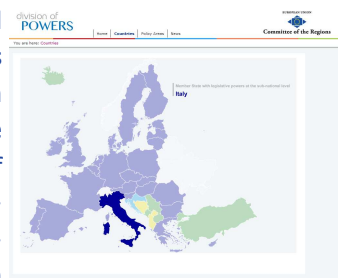 division of
POWERS
Home Countries Policy Areas News
EUROPEAN UNION
Committee of the Regions
You are here: Countries
Member State with legislative powers at the sub-national level
Italy